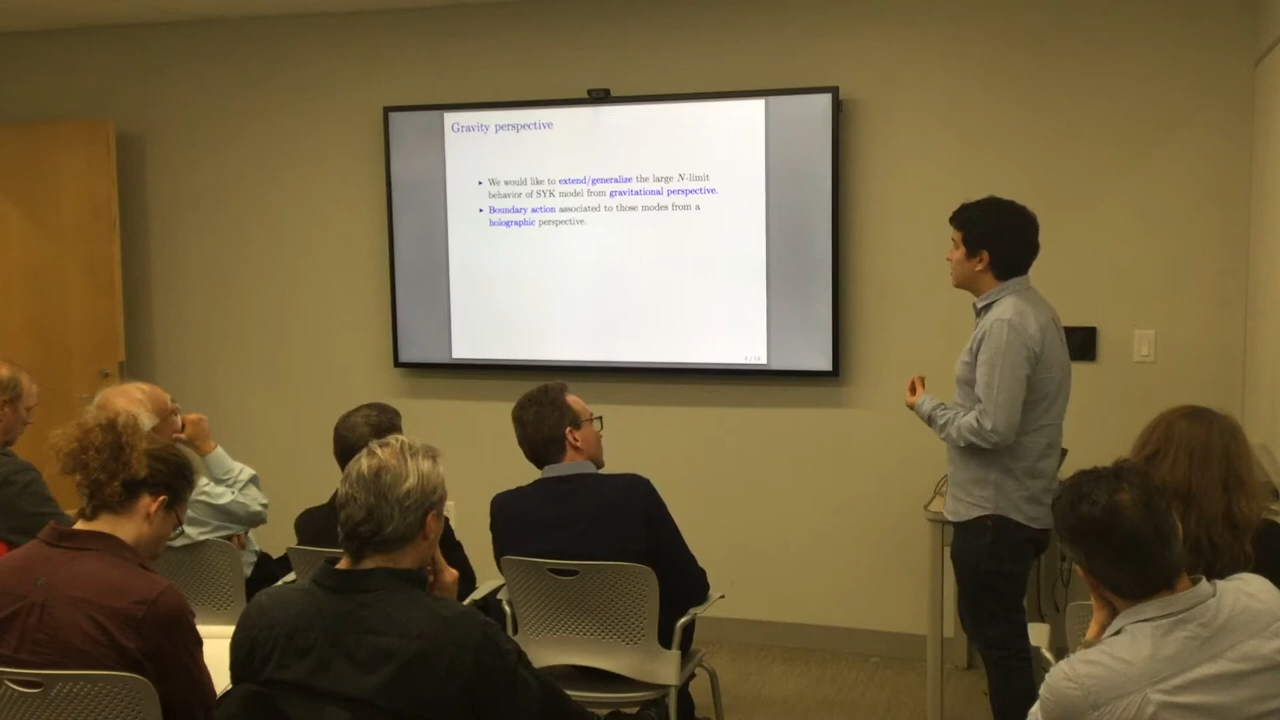 Gravity perspective
▸ We would like to extend/generalize the large N-limit
behavior of SYK model from gravitational perspective.
▸ Boundary action associated to those modes from a
holographic perspective.